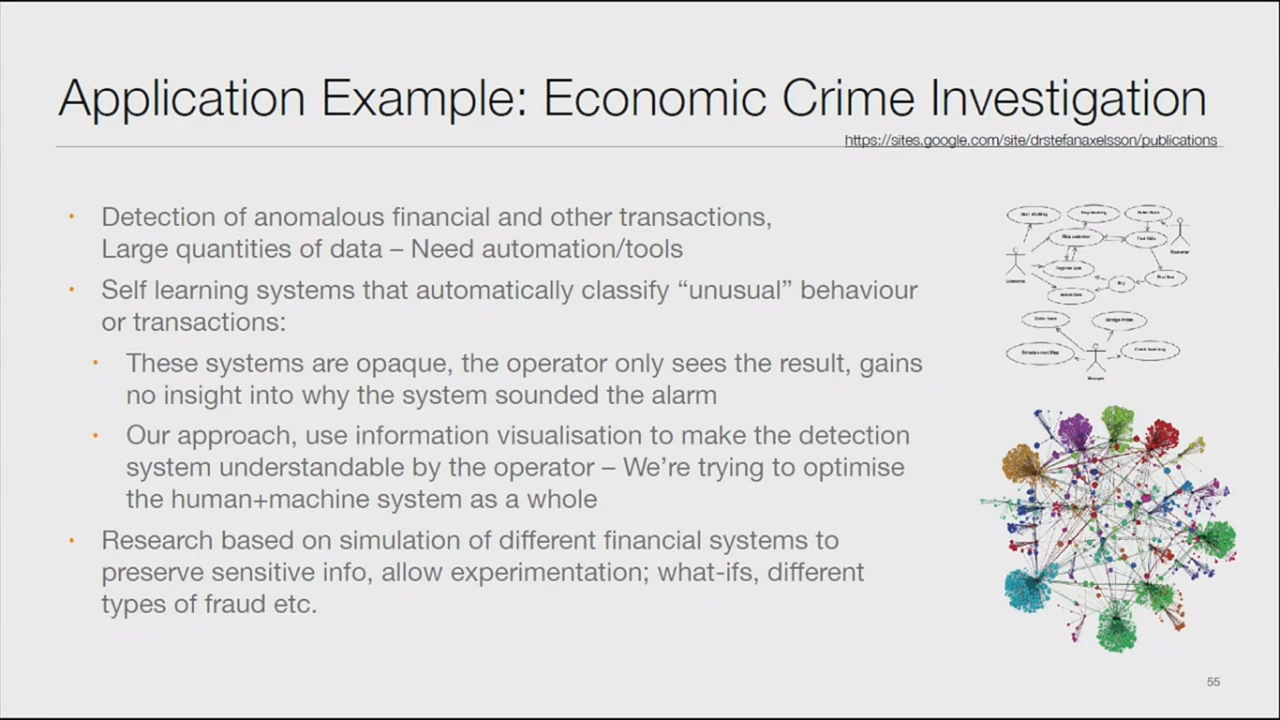 Application Example: Economic Crime Investigation
https://sites.google.com/site/drstefanaxelsson/publications
• Detection of anomalous financial and other transactions,
Large quantities of data – Need automation/tools
• Self learning systems that automatically classify “unusual” behaviour
or transactions:
• These systems are opaque, the operator only sees the result, gains
no insight into why the system sounded the alarm
• Our approach, use information visualisation to make the detection
system understandable by the operator – We’re trying to optimise
the human+machine system as a whole
• Research based on simulation of different financial systems to
preserve sensitive info, allow experimentation; what-ifs, different
types of fraud etc.
55